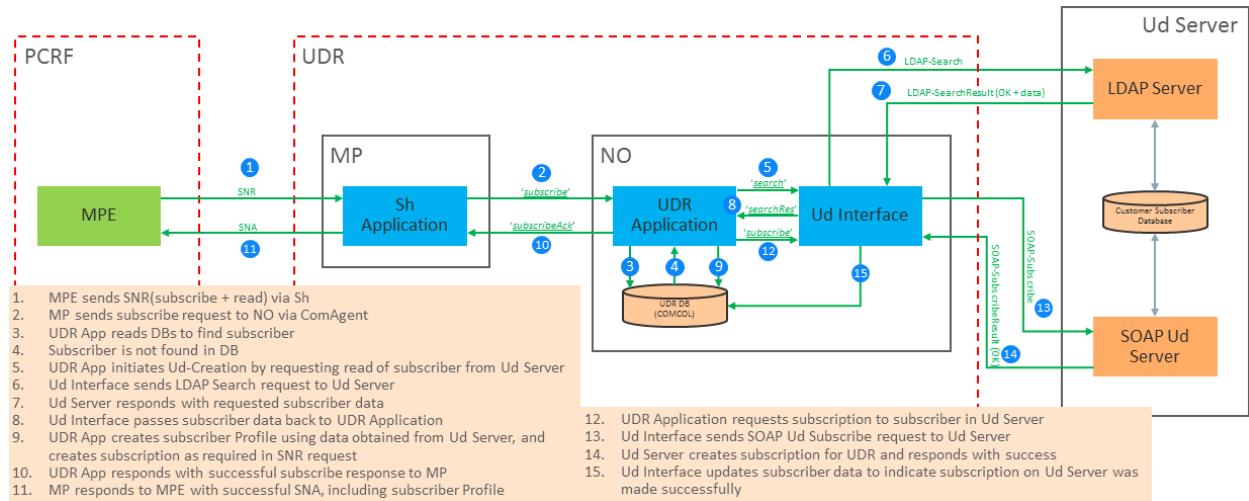 PCRF
UDR
Ud Server
MP
NO
MPE
Sh
Application
UDR
Application
Ud Interface
LDAP Server
Customer Subscriber
Database
SOAP Ud
Server
UDR DB
(COMCOL)
1
SNR
SNA
11
2
'subscribe'
'subscribeAck'
10
5
'search'
8
'searchRes'
'subscribe'
12
3
4
9
15
6
LDAP-Search
7
LDAP-SearchResult (OK + data)
SOAP-Subscribe
13
SOAP-SubscribeResult (OK)
14
1. MPE sends SNR(subscribe + read) via Sh
2. MP sends subscribe request to NO via ComAgent
3. UDR App reads DBs to find subscriber
4. Subscriber is not found in DB
5. UDR App initiates Ud-Creation by requesting read of subscriber from Ud Server
6. Ud Interface sends LDAP Search request to Ud Server
7. Ud Server responds with requested subscriber data
8. Ud Interface passes subscriber data back to UDR Application
9. UDR App creates subscriber Profile using data obtained from Ud Server, and
creates subscription as required in SNR request
10. UDR App responds with successful subscribe response to MP
11. MP responds to MPE with successful SNA, including subscriber Profile
12. UDR Application requests subscription to subscriber in Ud Server
13. Ud Interface sends SOAP Ud Subscribe request to Ud Server
14. Ud Server creates subscription for UDR and responds with success
15. Ud Interface updates subscriber data to indicate subscription on Ud Server was
made successfully